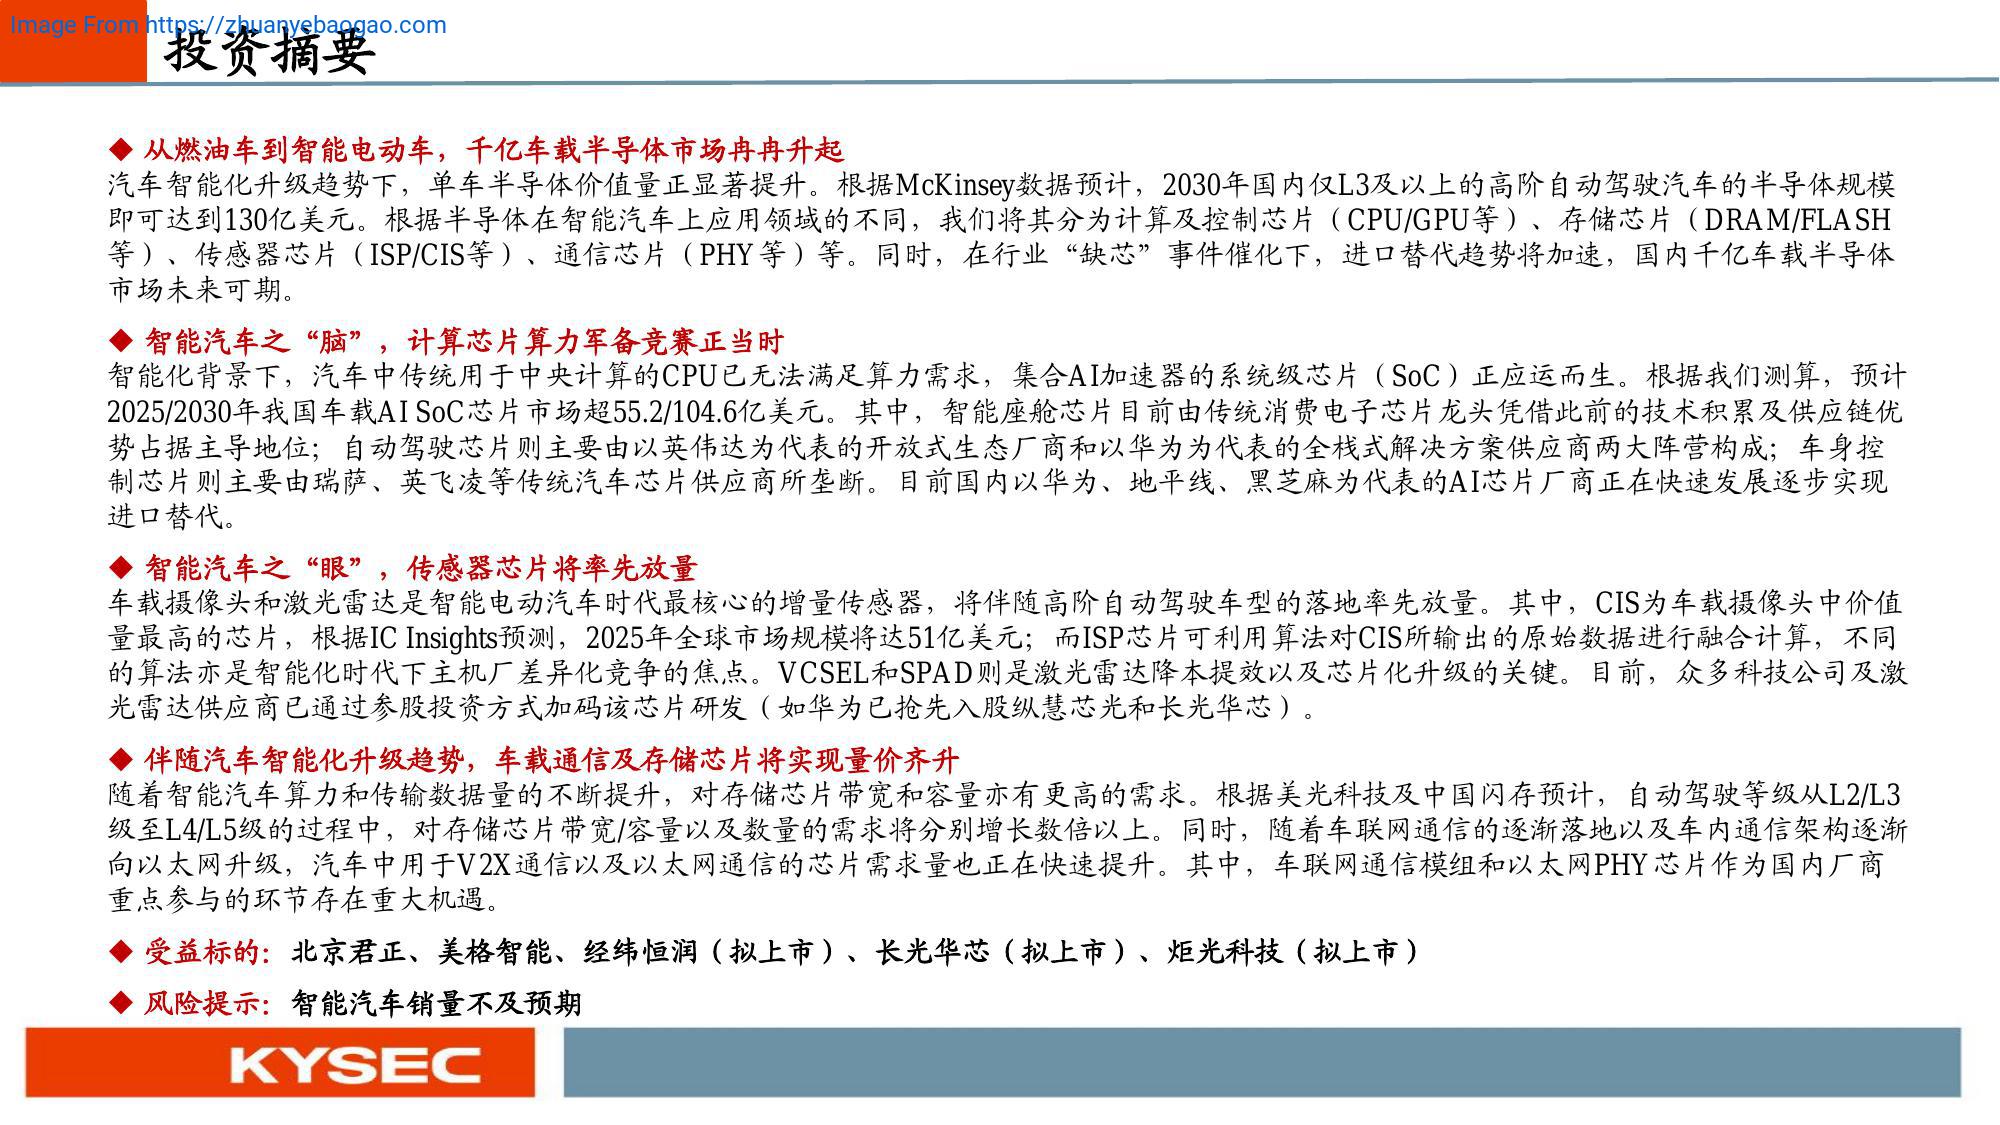 Image From https://zhuanyebaogao.com
投资摘要
◆ 从燃油车到智能电动车，千亿车载半导体市场冉冉升起
汽车智能化升级趋势下，单车半导体价值量正显著提升。根据McKinsey数据预计，2030年国内仅L3及以上的高阶自动驾驶汽车的半导体规模
即可达到130亿美元。根据半导体在智能汽车上应用领域的不同，我们将其分为计算及控制芯片（CPU/GPU等）、存储芯片（DRAM/FLASH
等）、传感器芯片（ISP/CIS等）、通信芯片（PHY等）等。同时，在行业“缺芯”事件催化下，进口替代趋势将加速，国内千亿车载半导体
市场未来可期。
◆ 智能汽车之“脑”，计算芯片算力军备竞赛正当时
智能化背景下，汽车中传统用于中央计算的CPU已无法满足算力需求，集合AI加速器的系统级芯片（SoC）正应运而生。根据我们测算，预计
2025/2030年我国车载AI SoC芯片市场超55.2/104.6亿美元。其中，智能座舱芯片目前由传统消费电子芯片龙头凭借此前的技术积累及供应链优
势占据主导地位；自动驾驶芯片则主要由以英伟达为代表的开放式生态厂商和以华为为代表的全栈式解决方案供应商两大阵营构成；车身控
制芯片则主要由瑞萨、英飞凌等传统汽车芯片供应商所垄断。目前国内以华为、地平线、黑芝麻为代表的AI芯片厂商正在快速发展逐步实现
进口替代。
◆ 智能汽车之“眼”，传感器芯片将率先放量
车载摄像头和激光雷达是智能电动汽车时代最核心的增量传感器，将伴随高阶自动驾驶车型的落地率先放量。其中，CIS为车载摄像头中价值
量最高的芯片，根据IC Insights预测，2025年全球市场规模将达51亿美元；而ISP芯片可利用算法对CIS所输出的原始数据进行融合计算，不同
的算法亦是智能化时代下主机厂差异化竞争的焦点。VCSEL和SPAD则是激光雷达降本提效以及芯片化升级的关键。目前，众多科技公司及激
光雷达供应商已通过参股投资方式加码该芯片研发（如华为已抢先入股纵慧芯光和长光华芯）。
◆ 伴随汽车智能化升级趋势，车载通信及存储芯片将实现量价齐升
随着智能汽车算力和传输数据量的不断提升，对存储芯片带宽和容量亦有更高的需求。根据美光科技及中国闪存预计，自动驾驶等级从L2/L3
级至L4/L5级的过程中，对存储芯片带宽/容量以及数量的需求将分别增长数倍以上。同时，随着车联网通信的逐渐落地以及车内通信架构逐渐
向以太网升级，汽车中用于V2X通信以及以太网通信的芯片需求量也正在快速提升。其中，车联网通信模组和以太网PHY芯片作为国内厂商
重点参与的环节存在重大机遇。
◆ 受益标的：北京君正、美格智能、经纬恒润（拟上市）、长光华芯（拟上市）、炬光科技（拟上市）
◆ 风险提示：智能汽车销量不及预期
KYSEC